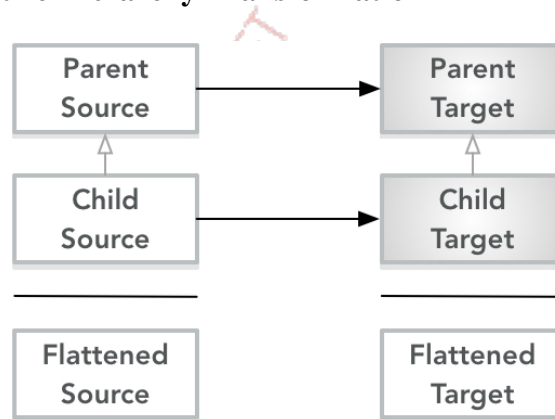 Parent
Source
Parent
Target
Child
Source
Child
Target
Flattened
Source
Flattened
Target